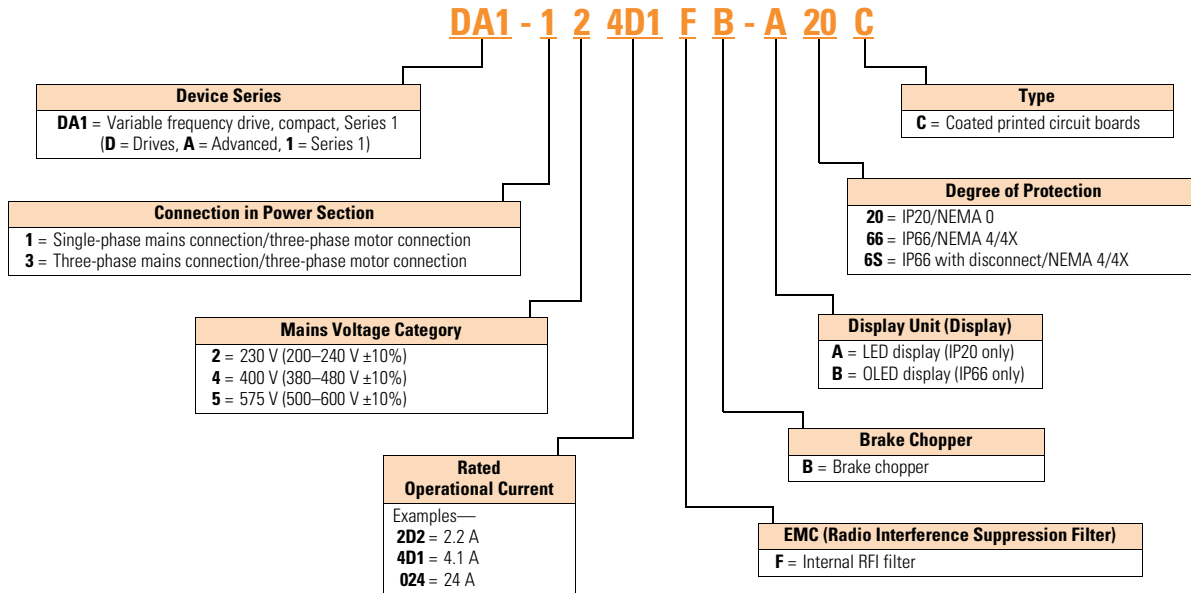 DA1 - 1 2 4D1 F B - A 20 C
Device Series
DA1 = Variable frequency drive, compact, Series 1
(D = Drives, A = Advanced, 1 = Series 1)
Type
C = Coated printed circuit boards
Connection in Power Section
1 = Single-phase mains connection/three-phase motor connection
3 = Three-phase mains connection/three-phase motor connection
Degree of Protection
20 = IP20/NEMA 0
66 = IP66/NEMA 4/4X
6S = IP66 with disconnect/NEMA 4/4X
Mains Voltage Category
2 = 230 V (200–240 V ±10%)
4 = 400 V (380–480 V ±10%)
5 = 575 V (500–600 V ±10%)
Display Unit (Display)
A = LED display (IP20 only)
B = OLED display (IP66 only)
Brake Chopper
B = Brake chopper
Rated
Operational Current
Examples—
2D2 = 2.2 A
4D1 = 4.1 A
024 = 24 A
EMC (Radio Interference Suppression Filter)
F = Internal RFI filter